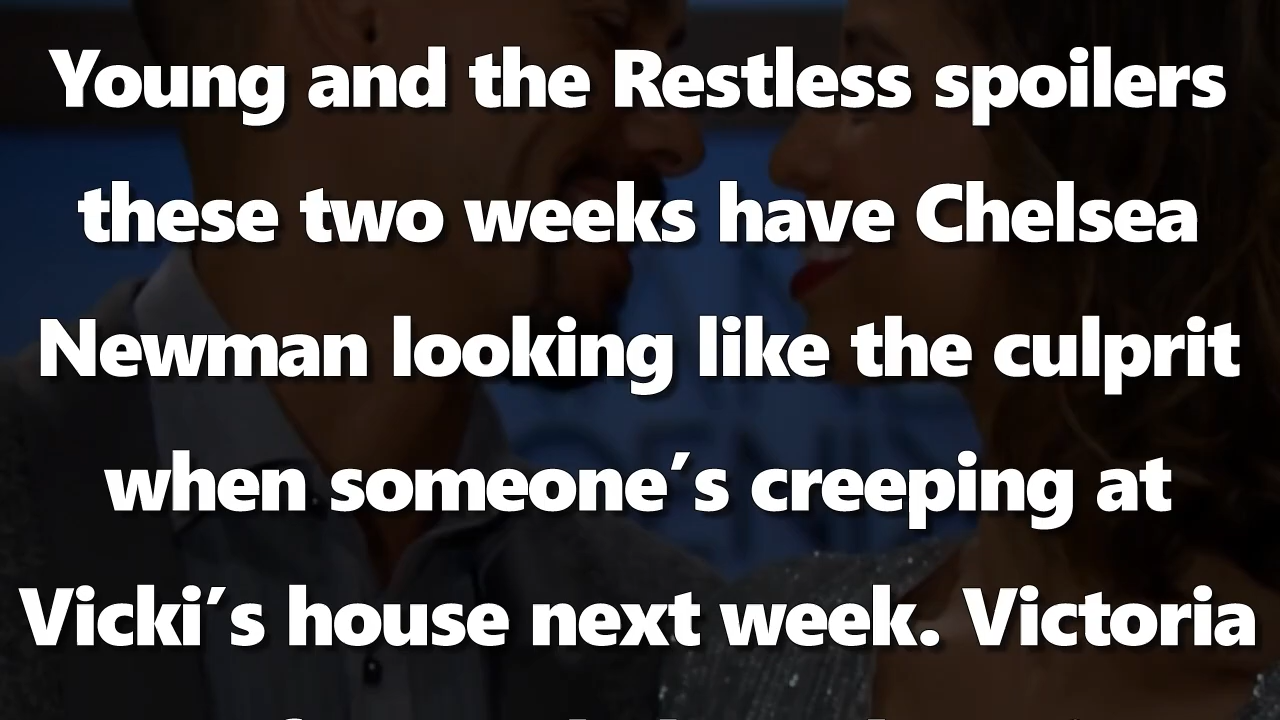 Young and the Restless spoilers
these two weeks have Chelsea
Newman looking like the culprit
when someone′s creeping at
Vicki′s house next week. Victoria